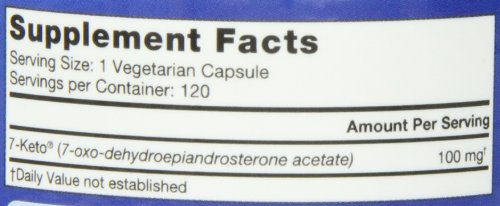 Supplement Facts
Serving Size: 1 Vegetarian Capsule
Servings per Container: 120
Amount Per Serving
7-Keto® (7-oxo-dehydroepiandrosterone acetate) 100 mg†
†Daily Value not established